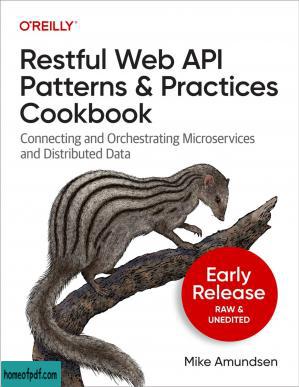 O'REILLY®
Restful Web API
Patterns & Practices
Cookbook
Connecting and Orchestrating Microservices
and Distributed Data
Early
Release
RAW &
UNEDITED
Mike Amundsen
homeofpdf.com